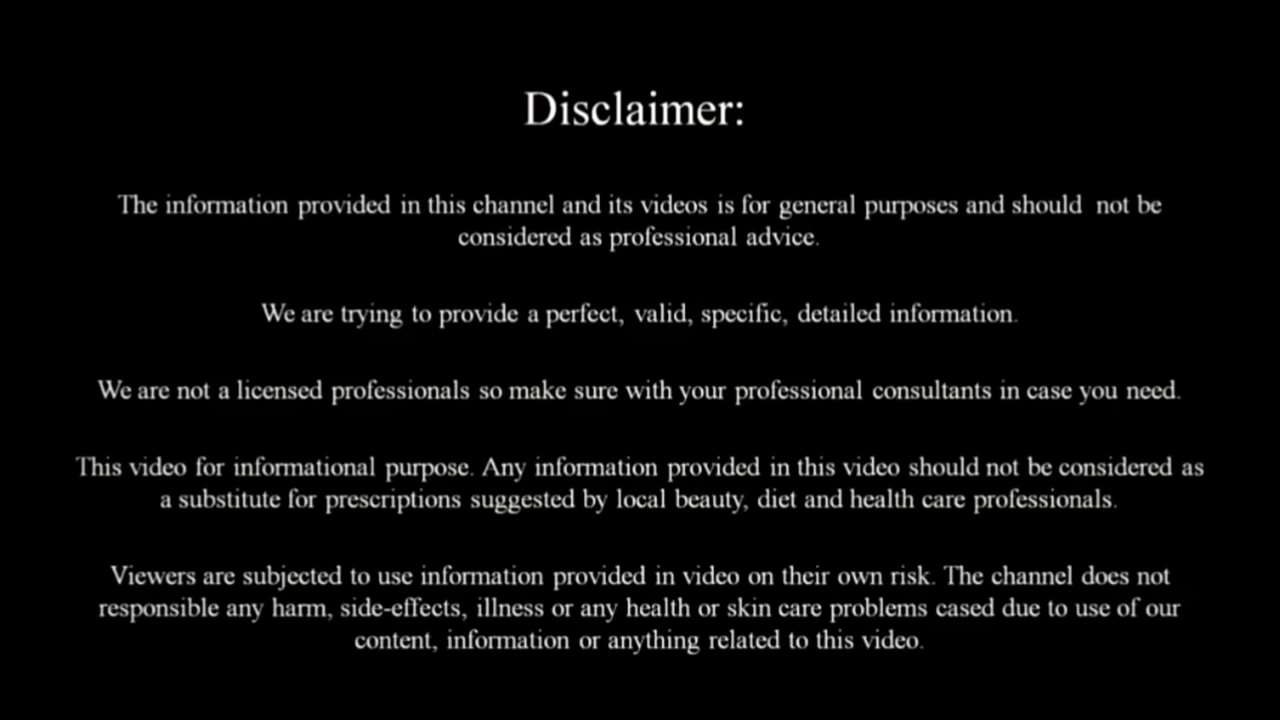 Disclaimer:
The information provided in this channel and its videos is for general purposes and should not be
considered as professional advice.
We are trying to provide a perfect, valid, specific, detailed information.
We are not a licensed professionals so make sure with your professional consultants in case you need.
This video for informational purpose. Any information provided in this video should not be considered as
a substitute for prescriptions suggested by local beauty, diet and health care professionals.
Viewers are subjected to use information provided in video on their own risk. The channel does not
responsible any harm, side-effects, illness or any health or skin care problems cased due to use of our
content, information or anything related to this video.